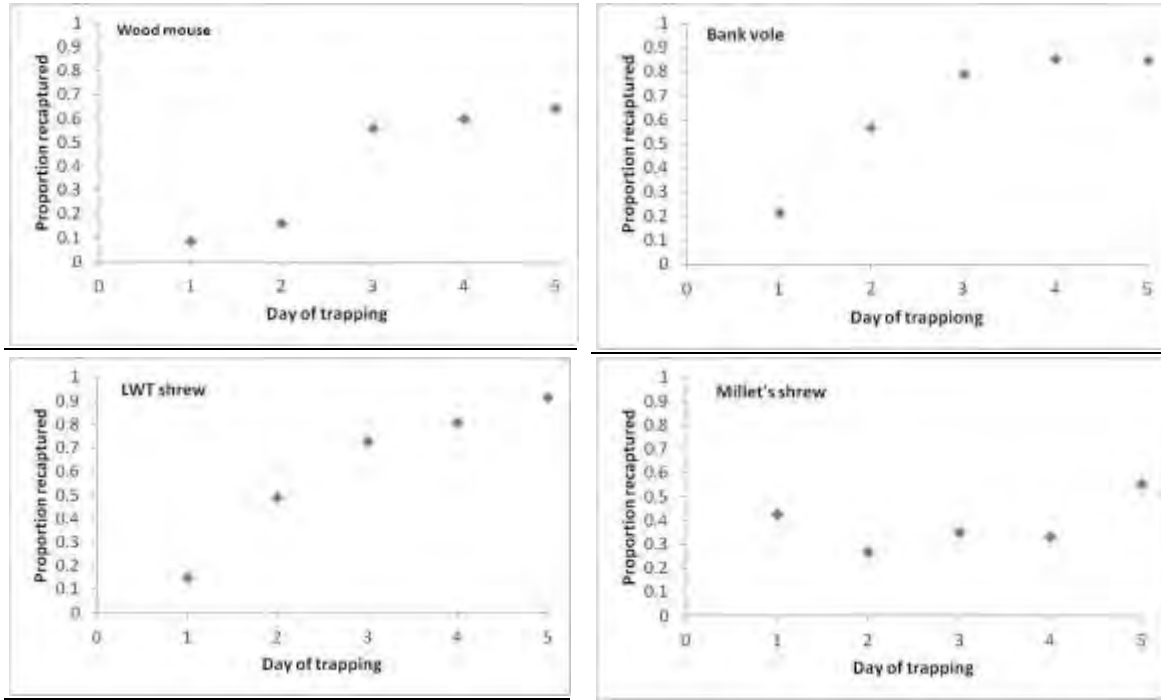 Wood mouse
Proportion recaptured
1
0.9
0.8
0.7
0.6
0.5
0.4
0.3
0.2
0.1
0
0 1 2 3 4 5
Day of trapping
Bank vole
Proportion recaptured
1
0.9
0.8
0.7
0.6
0.5
0.4
0.3
0.2
0.1
0
0 1 2 3 4 5
Day of trappiong
LWT shrew
Proportion recaptured
1
0.9
0.8
0.7
0.6
0.5
0.4
0.3
0.2
0.1
0
0 1 2 3 4 5
Day of trapping
Millet's shrew
Proportion recaptured
1
0.9
0.8
0.7
0.6
0.5
0.4
0.3
0.2
0.1
0
0 1 2 3 4 5
Day of trapping